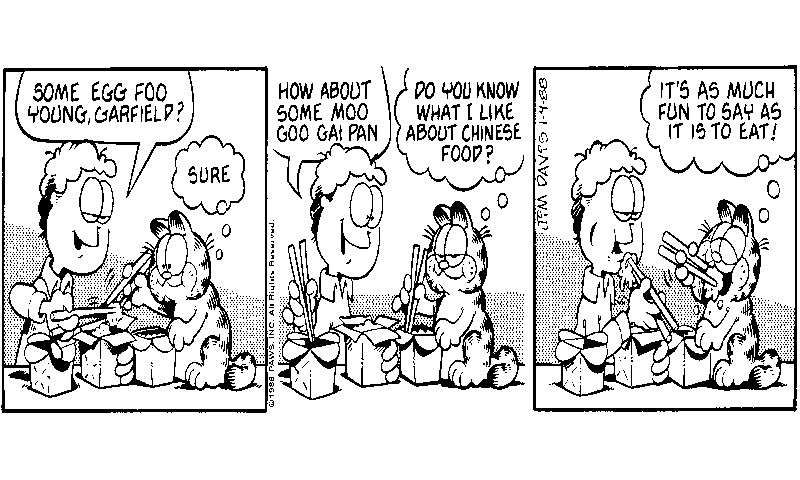 SOME EGG FOO
YOUNG, GARFIELD?
SURE
HOW ABOUT
SOME MOO
GOO GAI PAN
DO YOU KNOW
WHAT I LIKE
ABOUT CHINESE
FOOD?
©1988 PAWS, INC. All Rights Reserved.
IT'S AS MUCH
FUN TO SAY AS
IT IS TO EAT!
JIM DAVIS 1-4-88